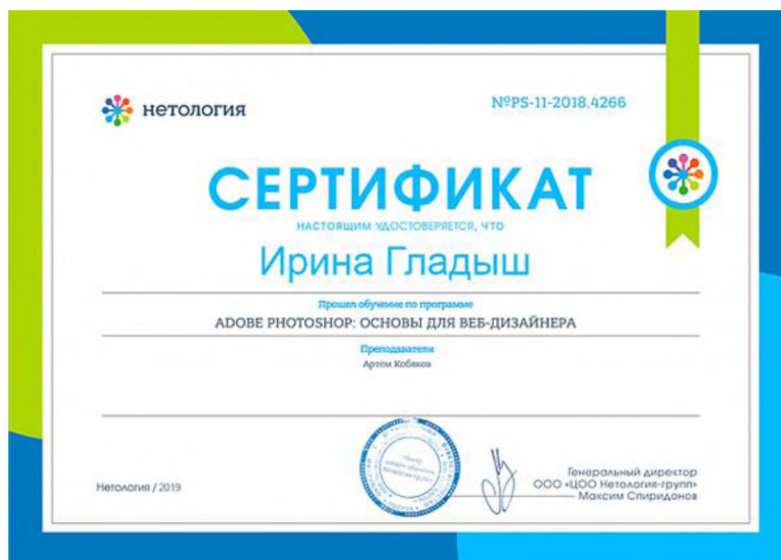 нетология
№PS-11-2018.4266
СЕРТИФИКАТ
НАСТОЯЩИМ УДОСТОВЕРЯЕТСЯ, ЧТО
Ирина Гладыш
Прошел обучение по программе
ADOBE PHOTOSHOP: ОСНОВЫ ДЛЯ ВЕБ-ДИЗАЙНЕРА
Преподаватели
Артём Кобяков
Нетология / 2019
Генеральный директор
ООО «ЦОО Нетология-групп»
Максим Спиридонов